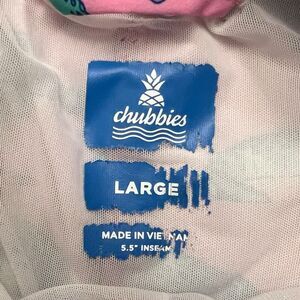 chubbies
LARGE
MADE IN VIETNAM
5.5" INSEAM